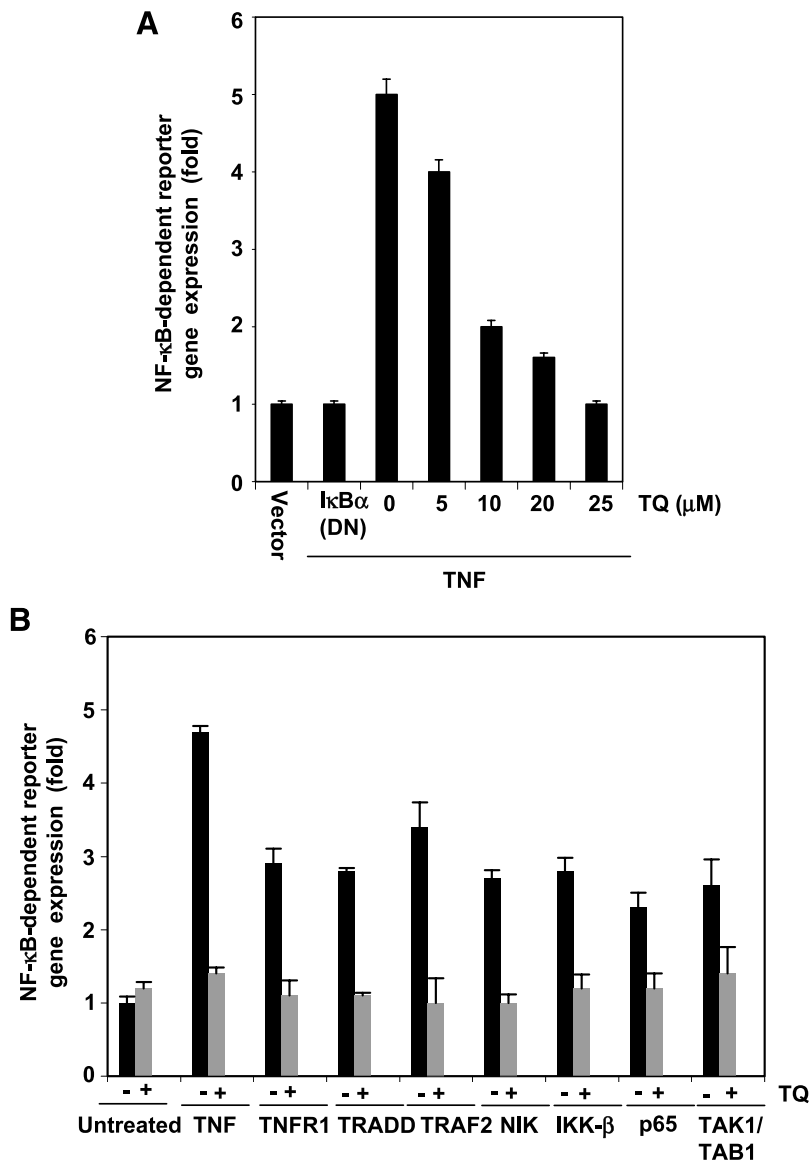 A
NF-κB-dependent reporter
gene expression (fold)
6
5
4
3
2
1
0
Vector
IκBα
(DN)
0 5 10 20 25 TQ (μM)
TNF
B
NF-κB-dependent reporter
gene expression (fold)
6
5
4
3
2
1
0
- + - + - + - + - + - + - + - + - + TQ
Untreated TNF TNFR1 TRADD TRAF2 NIK IKK-β p65 TAK1/
TAB1